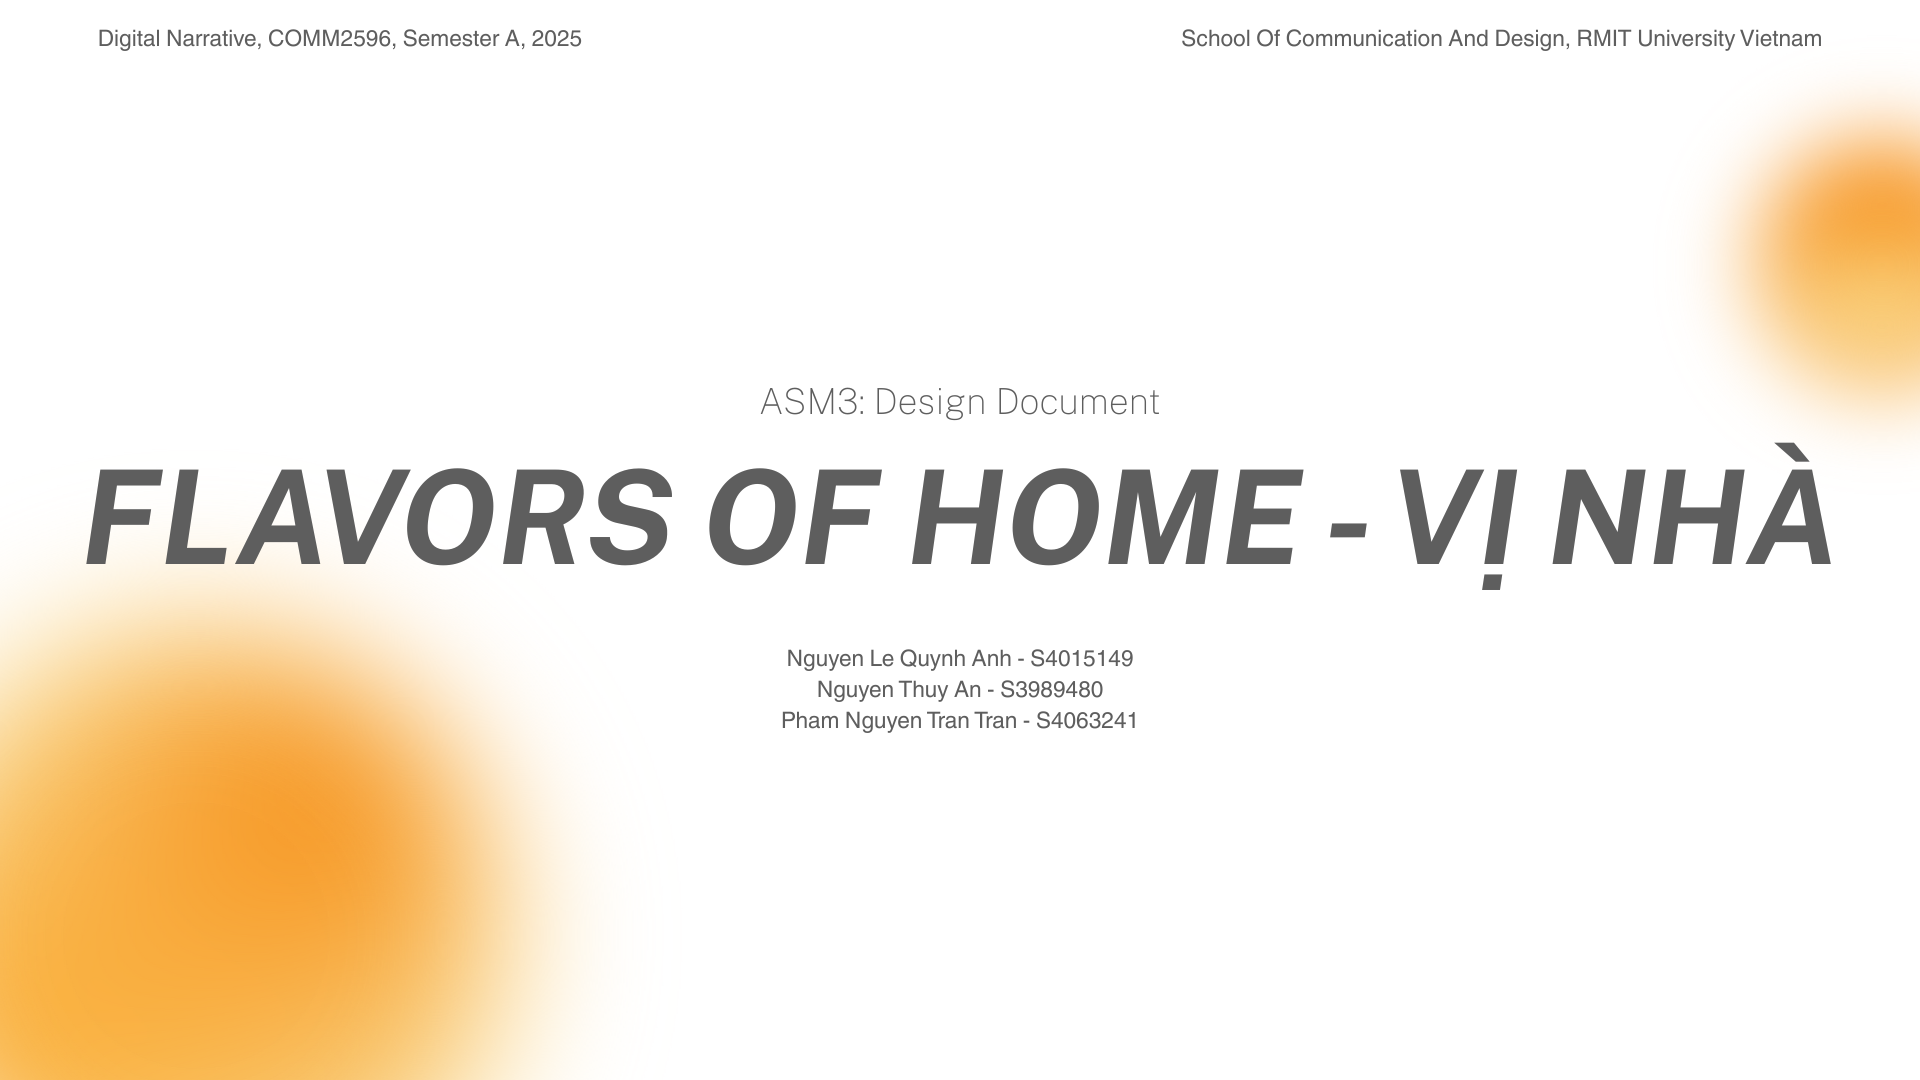 Digital Narrative, COMM2596, Semester A, 2025
School Of Communication And Design, RMIT University Vietnam
ASM3: Design Document
FLAVORS OF HOME - VỊ NHÀ
Nguyen Le Quynh Anh - S4015149
Nguyen Thuy An - S3989480
Pham Nguyen Tran Tran - S4063241